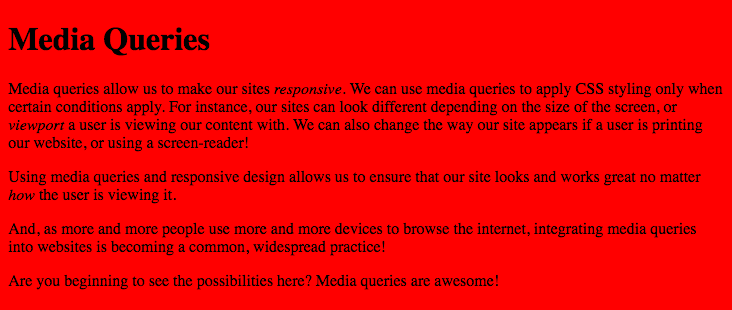 Media Queries
Media queries allow us to make our sites responsive. We can use media queries to apply CSS styling only when
certain conditions apply. For instance, our sites can look different depending on the size of the screen, or
viewport a user is viewing our content with. We can also change the way our site appears if a user is printing
our website, or using a screen-reader!
Using media queries and responsive design allows us to ensure that our site looks and works great no matter
how the user is viewing it.
And, as more and more people use more and more devices to browse the internet, integrating media queries
into websites is becoming a common, widespread practice!
Are you beginning to see the possibilities here? Media queries are awesome!